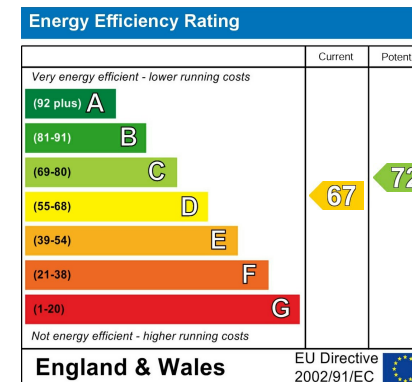 Energy Efficiency Rating
Current Potent
Very energy efficient - lower running costs
(92 plus) A
(81-91) B
(69-80) C
72
(55-68) D
67
(39-54) E
(21-38) F
(1-20) G
Not energy efficient - higher running costs
England & Wales
EU Directive
2002/91/EC